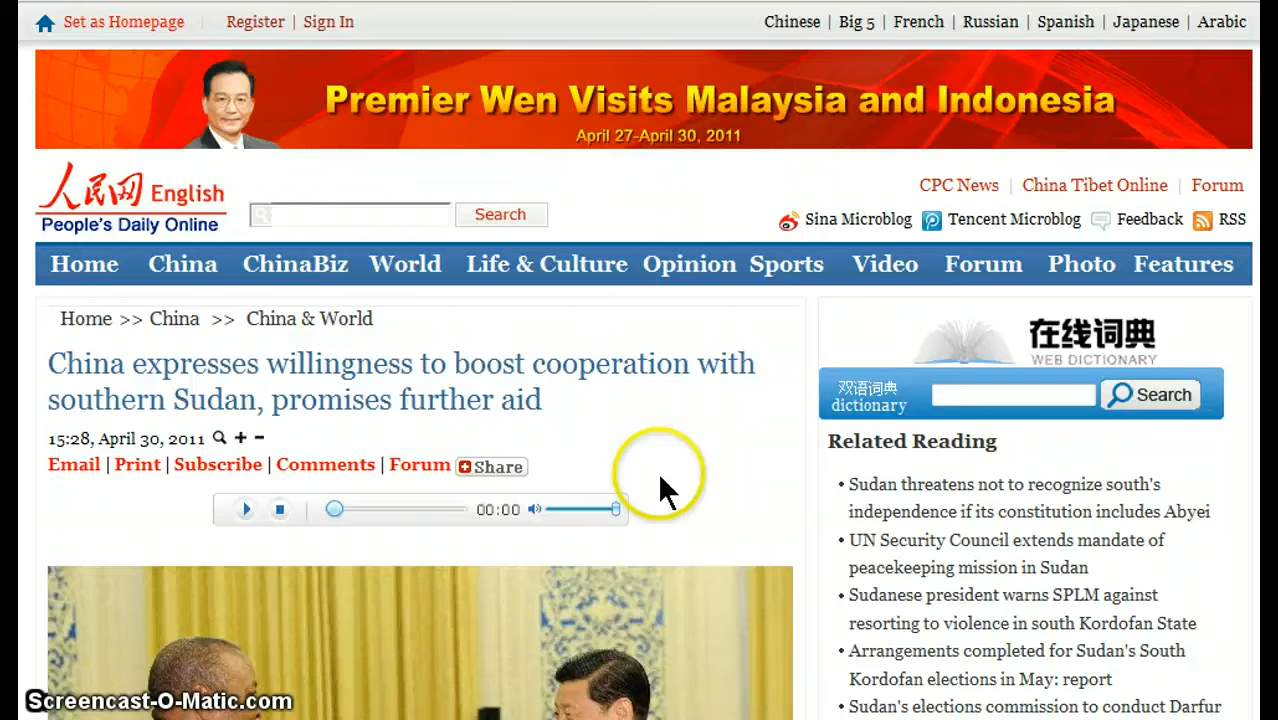 Set as Homepage | Register | Sign In
Chinese | Big 5 | French | Russian | Spanish | Japanese | Arabic
Premier Wen Visits Malaysia and Indonesia
April 27-April 30, 2011
人民网 English
People's Daily Online
Search
CPC News | China Tibet Online | Forum
Sina Microblog Tencent Microblog Feedback RSS
Home China ChinaBiz World Life & Culture Opinion Sports Video Forum Photo Features
Home >> China >> China & World
China expresses willingness to boost cooperation with
southern Sudan, promises further aid
15:28, April 30, 2011 + -
Email | Print | Subscribe | Comments | Forum Share
00:00
在线词典
WEB DICTIONARY
双语词典
dictionary
Search
Related Reading
• Sudan threatens not to recognize south's
independence if its constitution includes Abyei
• UN Security Council extends mandate of
peacekeeping mission in Sudan
• Sudanese president warns SPLM against
resorting to violence in south Kordofan State
• Arrangements completed for Sudan's South
Kordofan elections in May: report
• Sudan's elections commission to conduct Darfur
Screencast-O-Matic.com